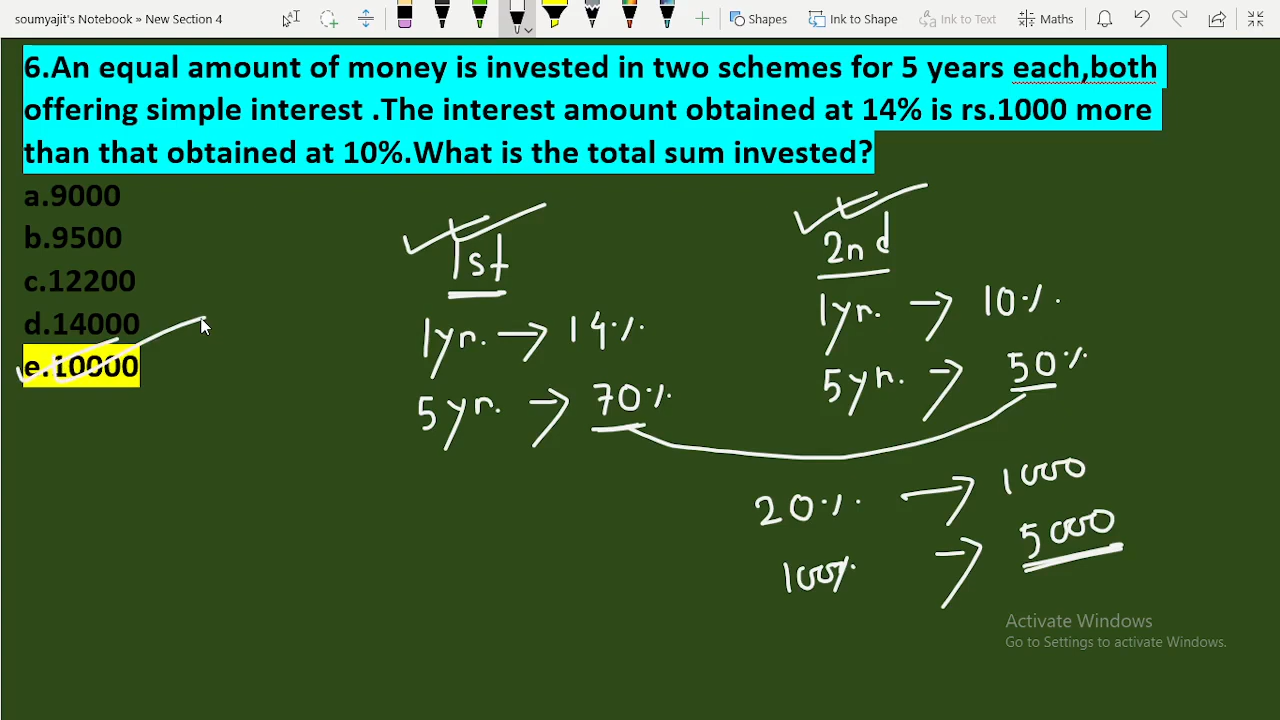 soumyajit's Notebook » New Section 4
Shapes
Ink to Shape
Ink to Text
Maths
6.An equal amount of money is invested in two schemes for 5 years each,both
offering simple interest .The interest amount obtained at 14% is rs.1000 more
than that obtained at 10%.What is the total sum invested?
a.9000
b.9500
c.12200
d.14000
e.10000
1st
1yr. → 14%
5yr. → 70%
2nd
1yr. → 10%
5yr. → 50%
20% → 1000
100% → 5000
Activate Windows
Go to Settings to activate Windows.